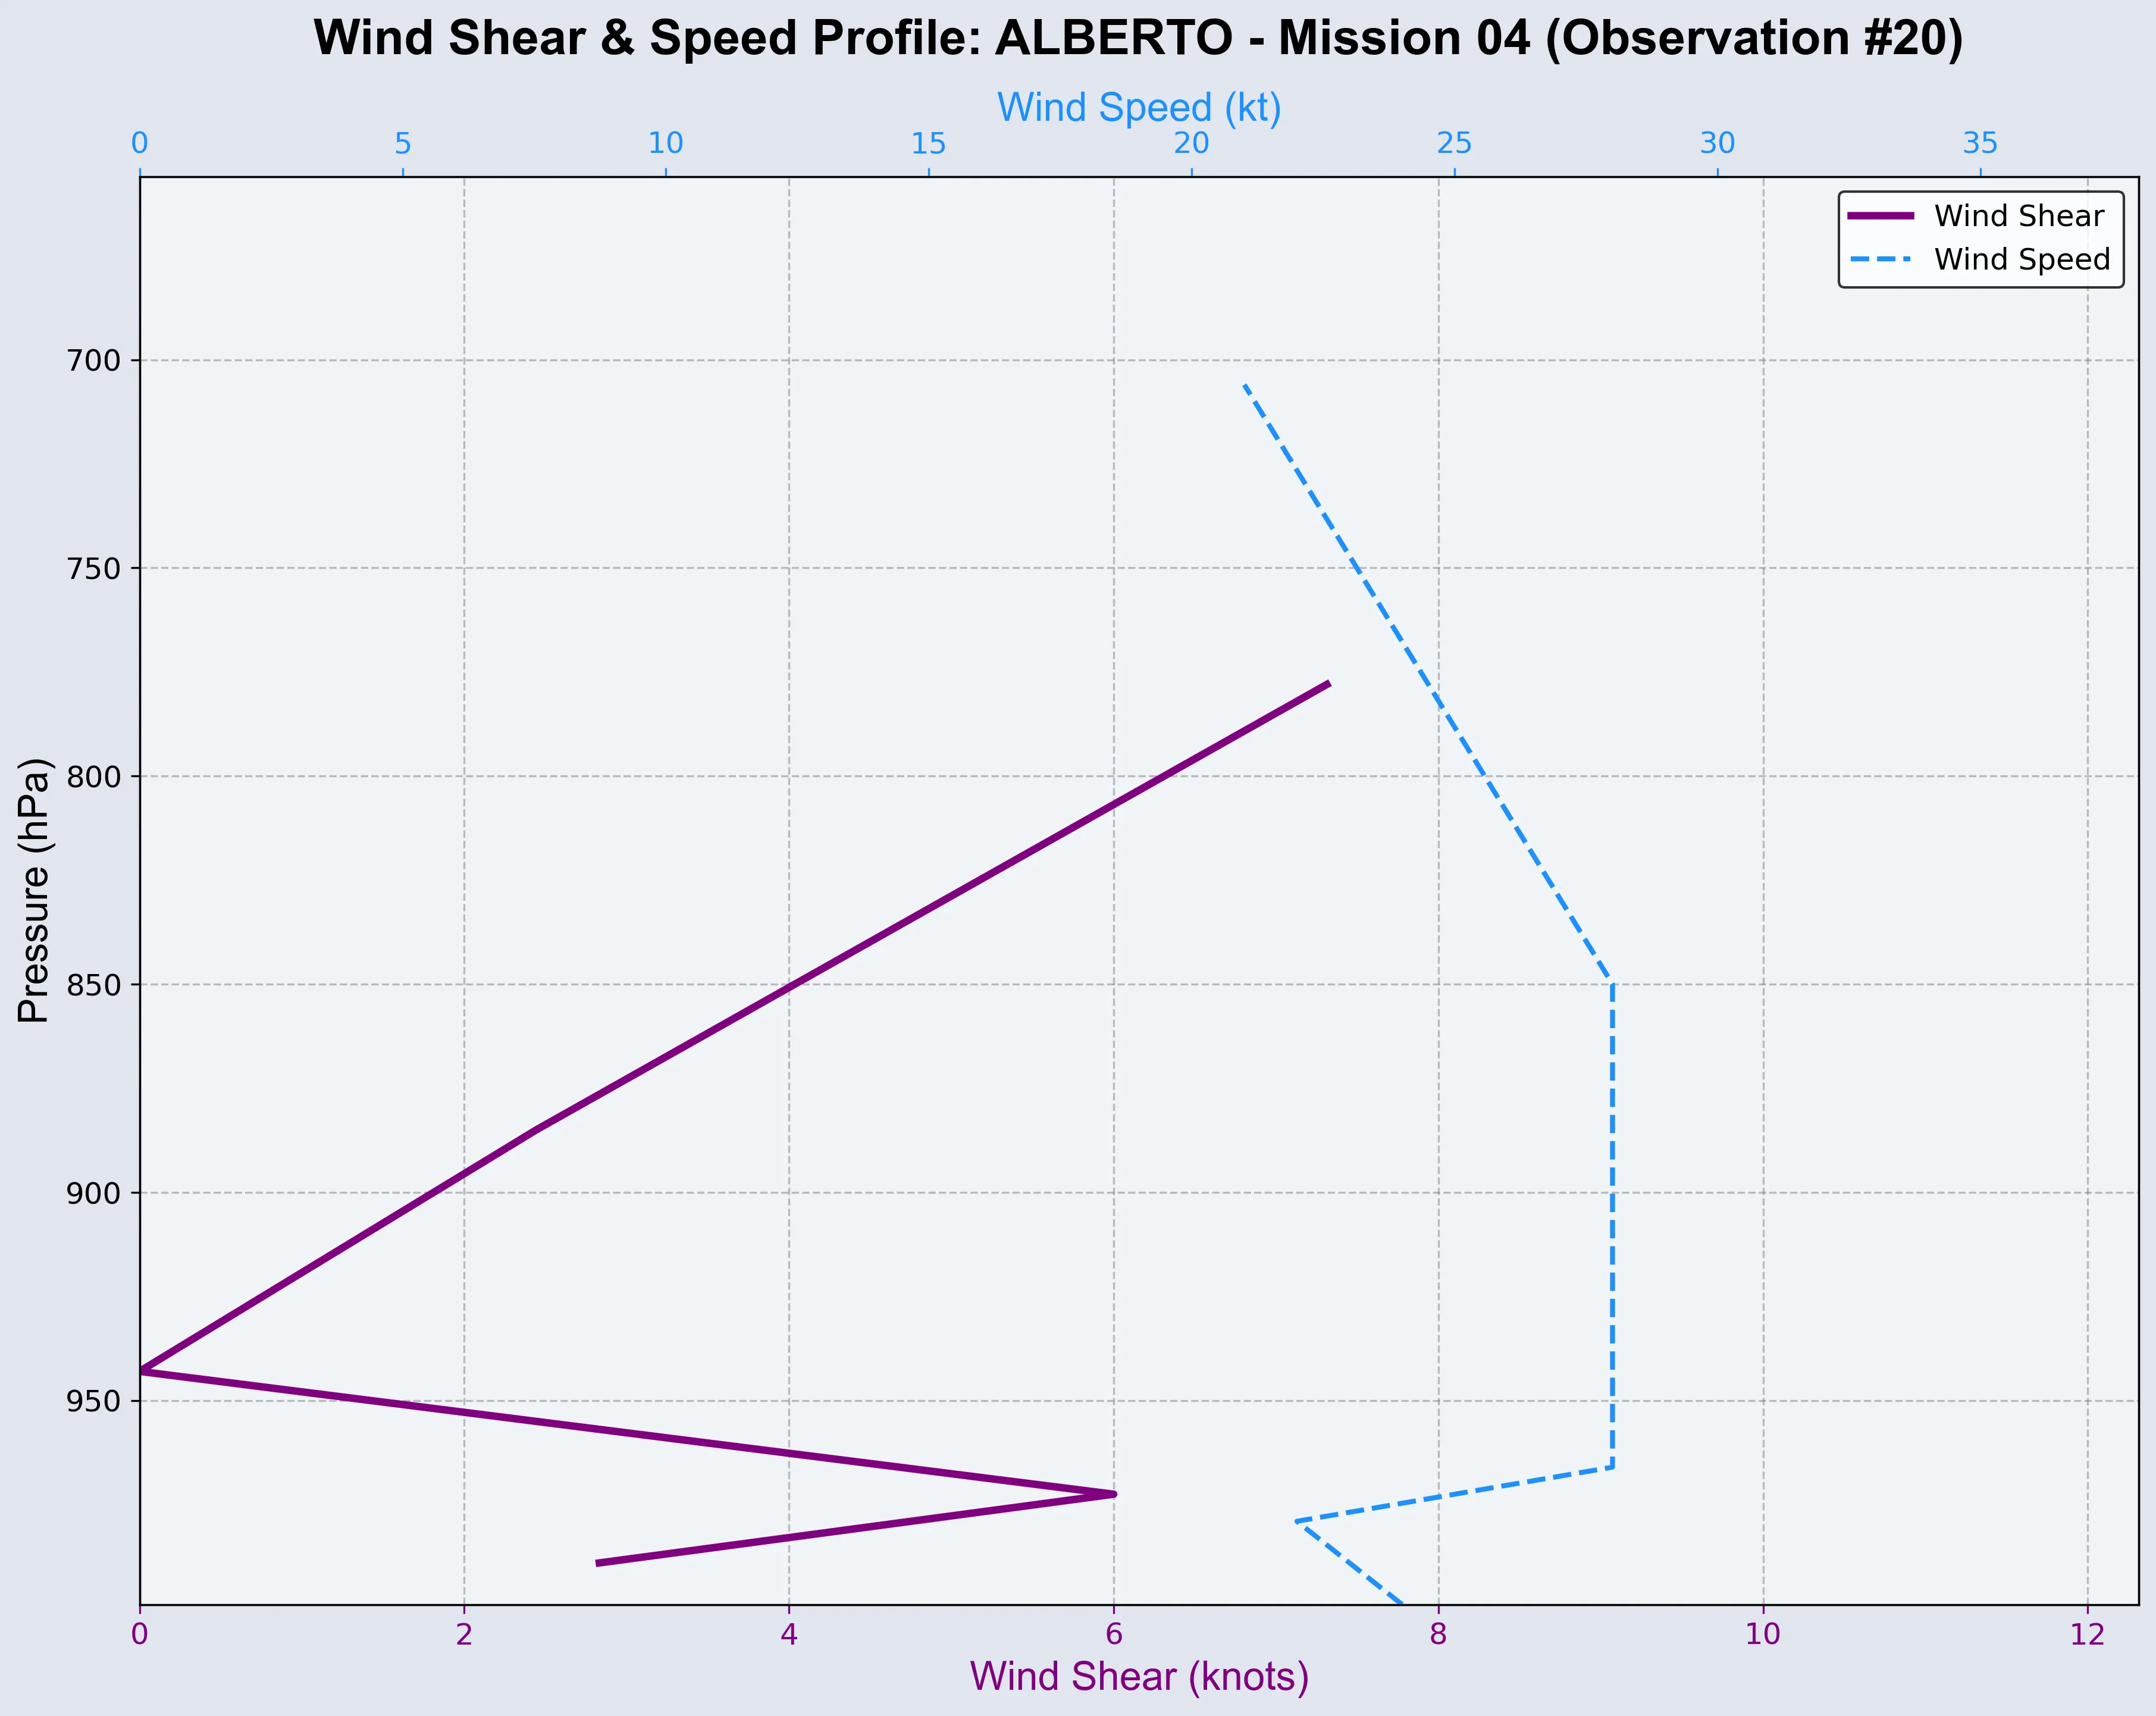 Wind Shear & Speed Profile: ALBERTO - Mission 04 (Observation #20)
Wind Speed (kt)
0 5 10 15 20 25 30 35
Wind Shear
Wind Speed
700
750
800
850
900
950
Pressure (hPa)
0 2 4 6 8 10 12
Wind Shear (knots)